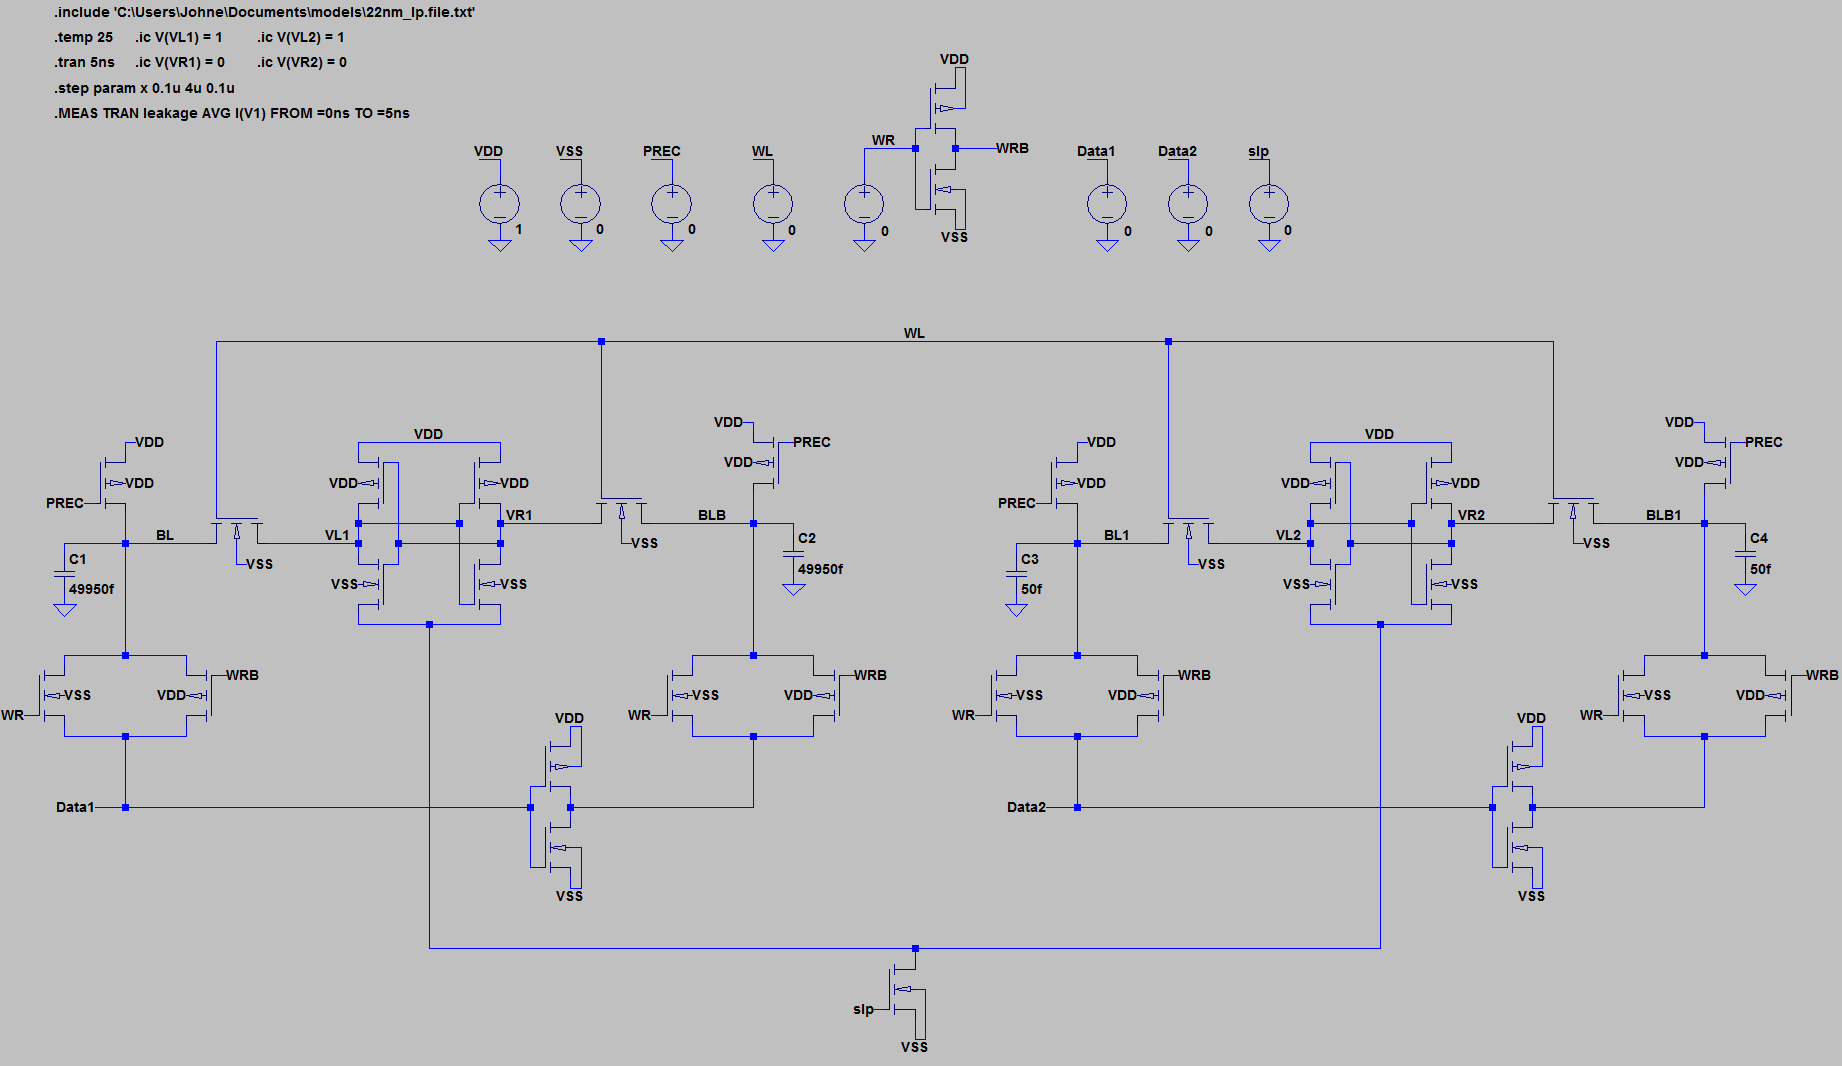 .include 'C:\Users\Johne\Documents\models\22nm_lp.file.txt'
.temp 25 .ic V(VL1) = 1 .ic V(VL2) = 1
.tran 5ns .ic V(VR1) = 0 .ic V(VR2) = 0
.step param x 0.1u 4u 0.1u
.MEAS TRAN leakage AVG I(V1) FROM =0ns TO =5ns
VDD
WR WRB
VSS
VDD VSS PREC WL Data1 Data2 slp
1 0 0 0 0 0 0 0
WL
VDD
VDD
PREC
VDD
VDD
VDD
VDD
VDD
PREC
BL
VL1
VR1
BLB
VSS
VSS
VSS
VSS
C1
49950f
C2
49950f
WR
VSS
VDD
WRB
WR
VSS
VDD
WRB
Data1
VDD
VSS
VDD
VDD
PREC
VDD
VDD
VDD
VDD
VDD
PREC
BL1
VL2
VR2
BLB1
VSS
VSS
VSS
VSS
C3
50f
C4
50f
WR
VSS
VDD
WRB
WR
VSS
VDD
WRB
Data2
VDD
VSS
slp
VSS